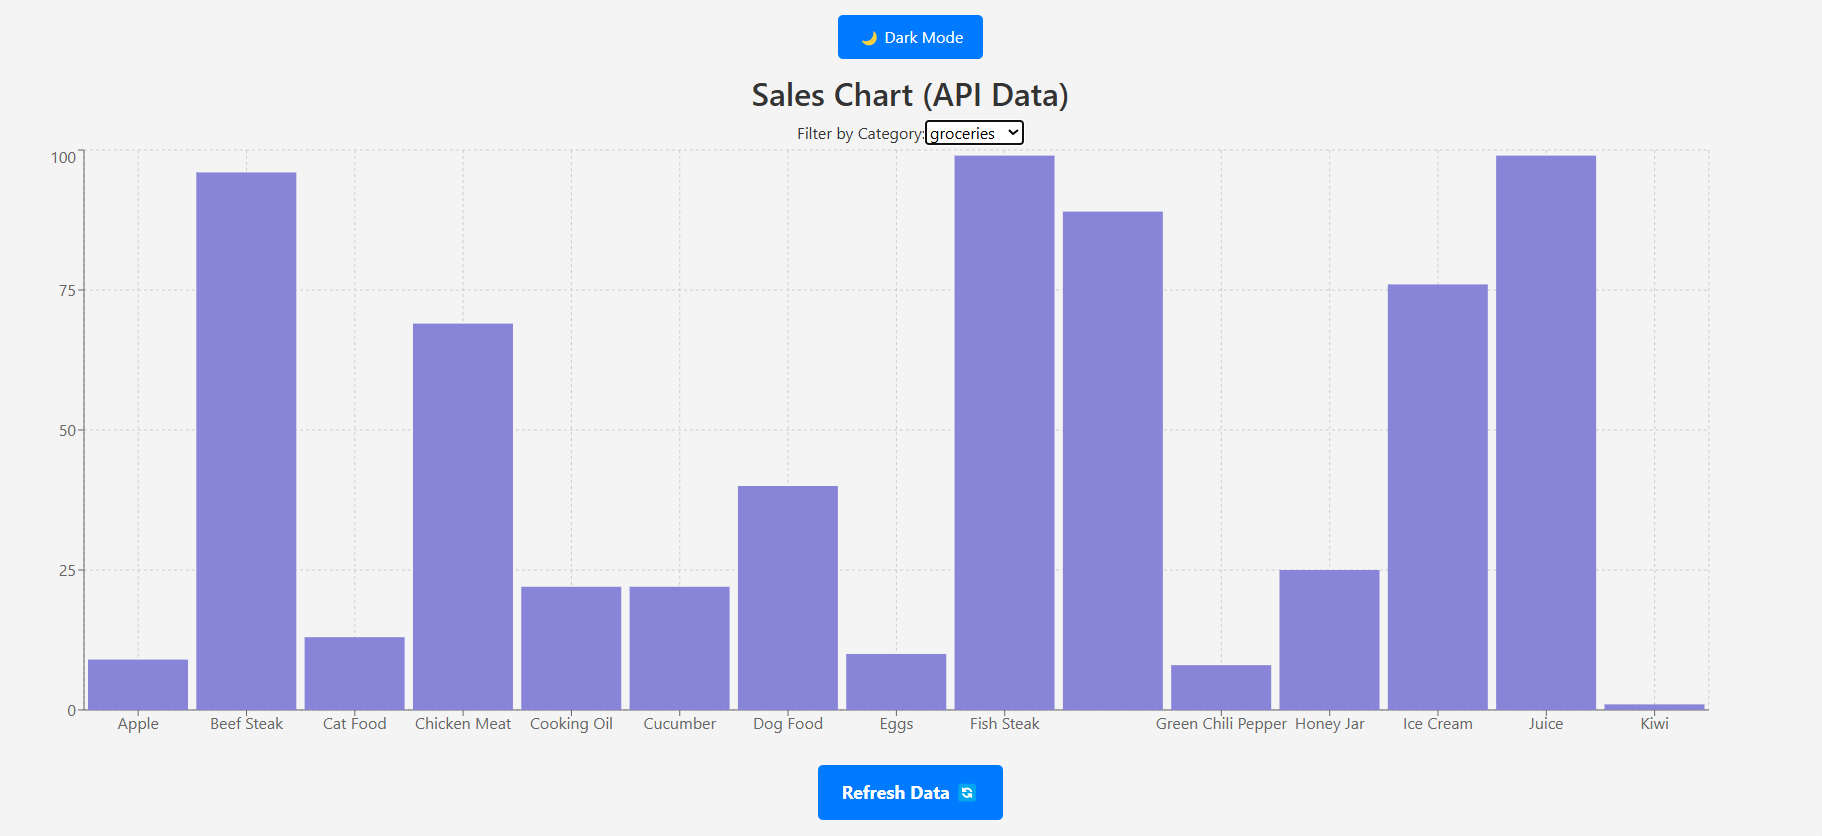 🌙 Dark Mode
Sales Chart (API Data)
Filter by Category: groceries
100
75
50
25
0
Apple Beef Steak Cat Food Chicken Meat Cooking Oil Cucumber Dog Food Eggs Fish Steak Green Chili Pepper Honey Jar Ice Cream Juice Kiwi
Refresh Data 🔄